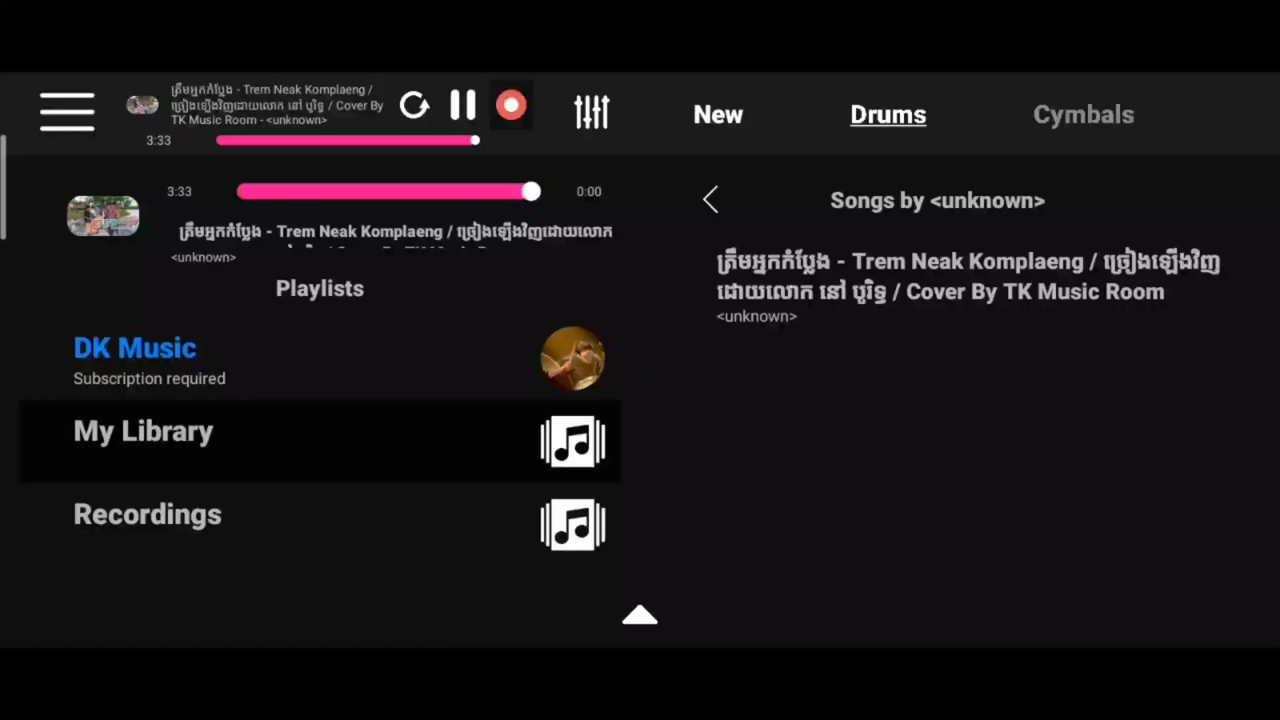 ត្រឹមអ្នកកំប្លែង - Trem Neak Komplaeng /
ច្រៀងឡើងវិញដោយលោក នៅ បូរិទ្ធ / Cover By
TK Music Room - <unknown>
3:33
New
Drums
Cymbals
3:33
0:00
ត្រឹមអ្នកកំប្លែង - Trem Neak Komplaeng / ច្រៀងឡើងវិញដោយលោក
<unknown>
Playlists
DK Music
Subscription required
My Library
Recordings
Songs by <unknown>
ត្រឹមអ្នកកំប្លែង - Trem Neak Komplaeng / ច្រៀងឡើងវិញ
ដោយលោក នៅ បូរិទ្ធ / Cover By TK Music Room
<unknown>